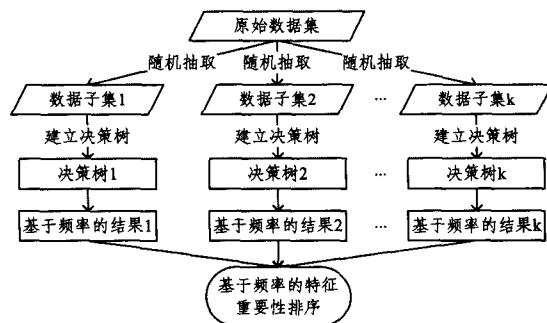 原始数据集
随机抽取 随机抽取 随机抽取
数据子集1 数据子集2 … 数据子集k
建立决策树 建立决策树 建立决策树
决策树1 决策树2 … 决策树k
基于频率的结果1 基于频率的结果2 … 基于频率的结果k
基于频率的特征
重要性排序